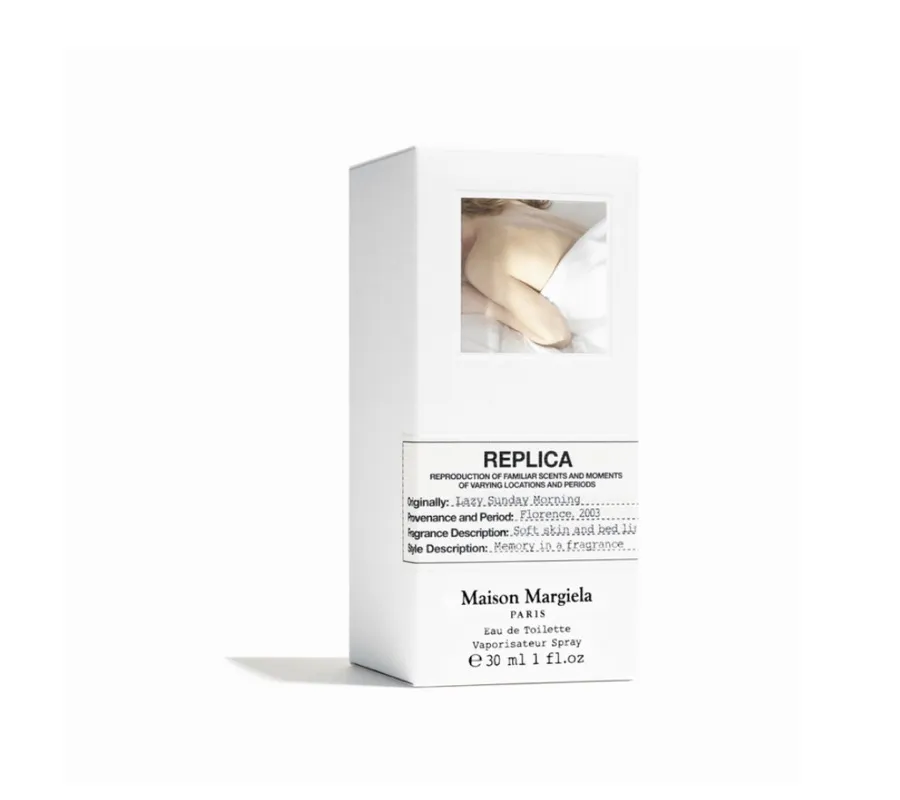 REPLICA
REPRODUCTION OF FAMILIAR SCENTS AND MOMENTS
OF VARYING LOCATIONS AND PERIODS
Originally: Lazy Sunday Morning
Provenance and Period: Florence, 2003
Fragrance Description: Soft skin and bed li
Style Description: Memory in a fragrance
Maison Margiela
PARIS
Eau de Toilette
Vaporisateur Spray
℮ 30 ml 1 fl.oz